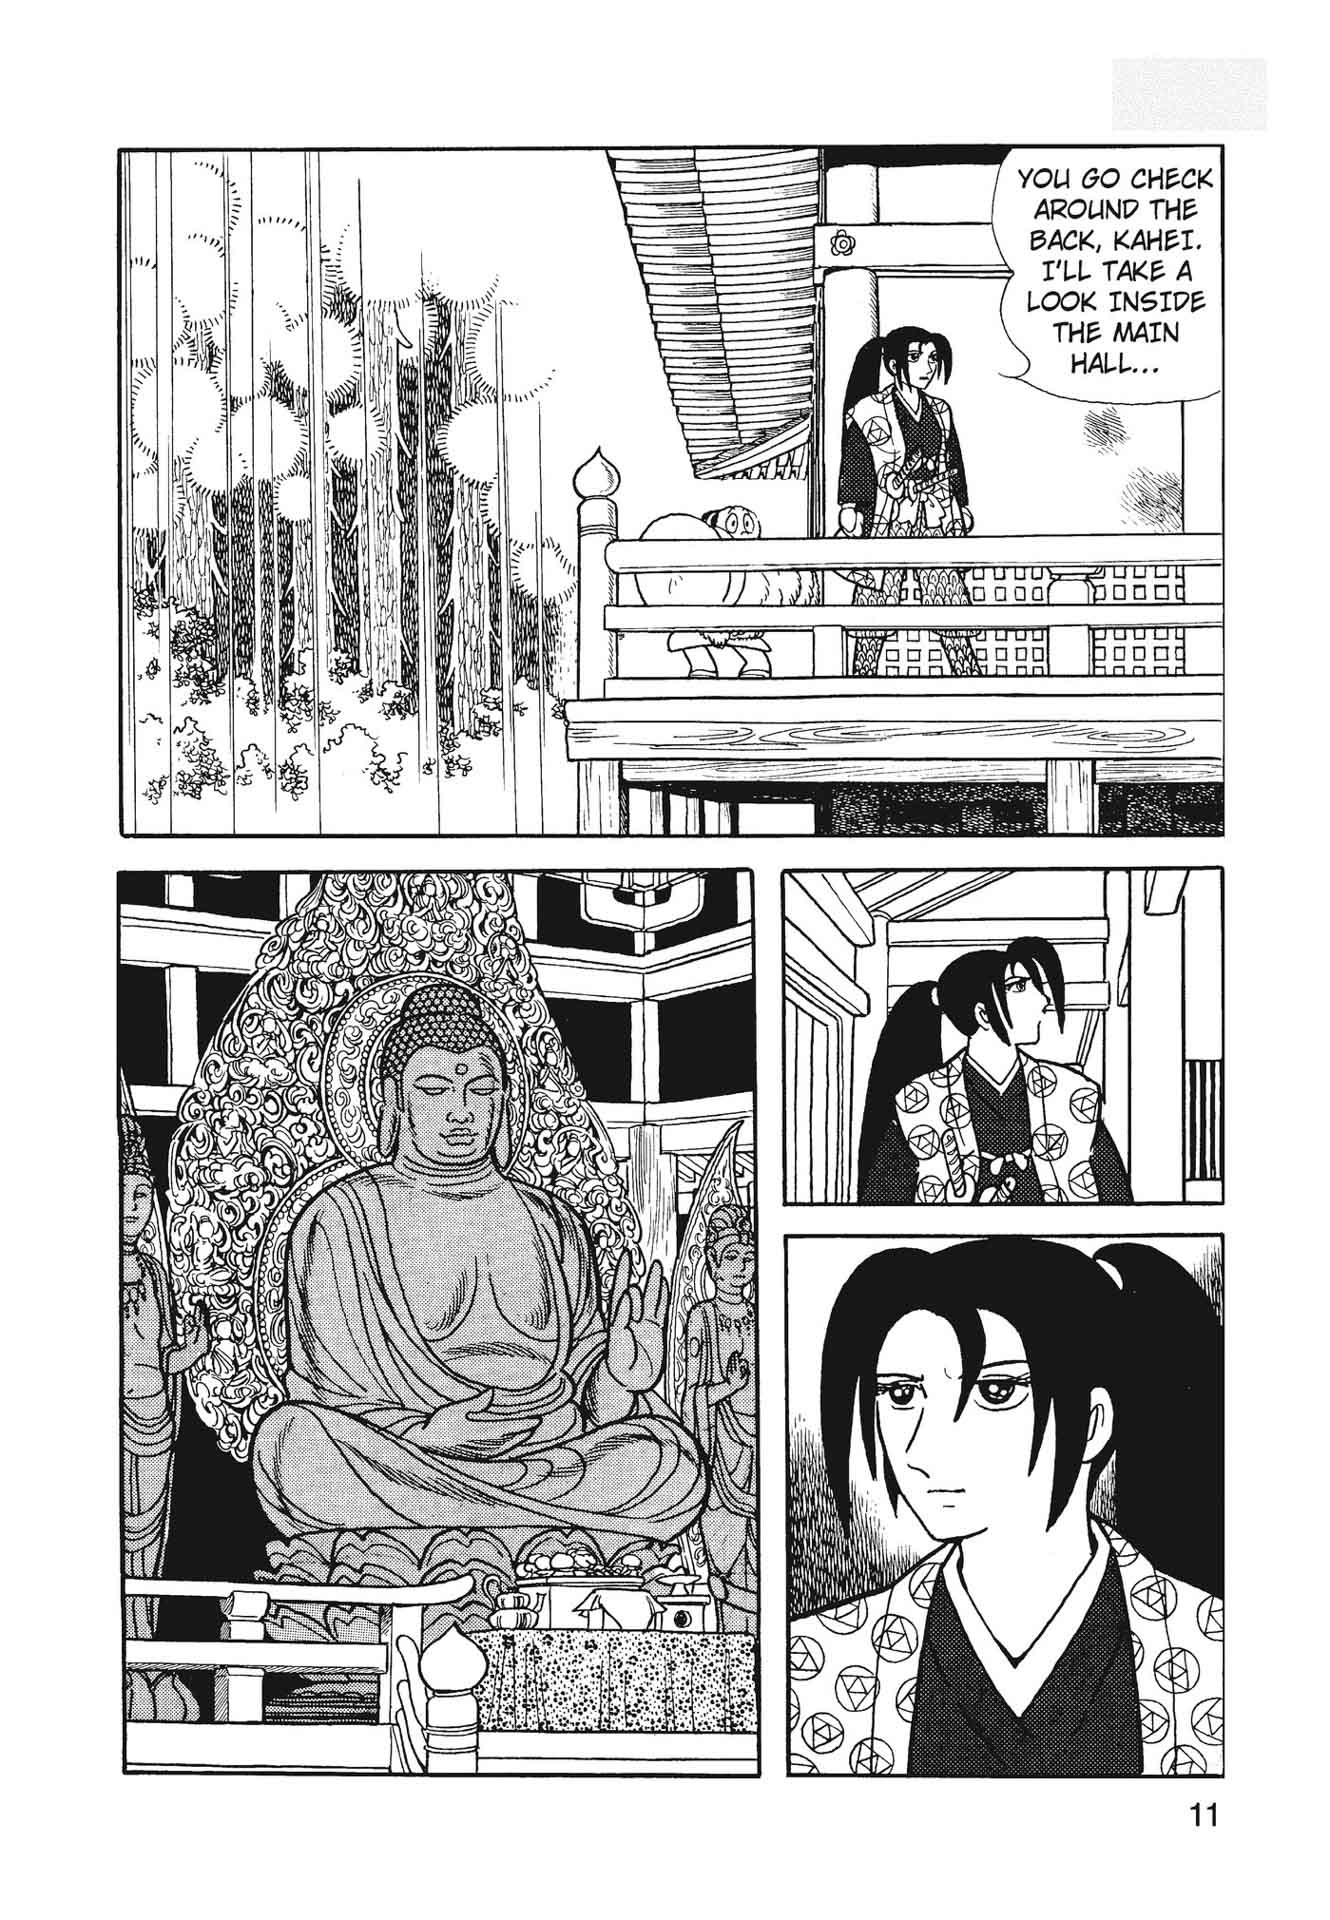 YOU GO CHECK
AROUND THE
BACK, KAHEI.
I'LL TAKE A
LOOK INSIDE
THE MAIN
HALL...
11